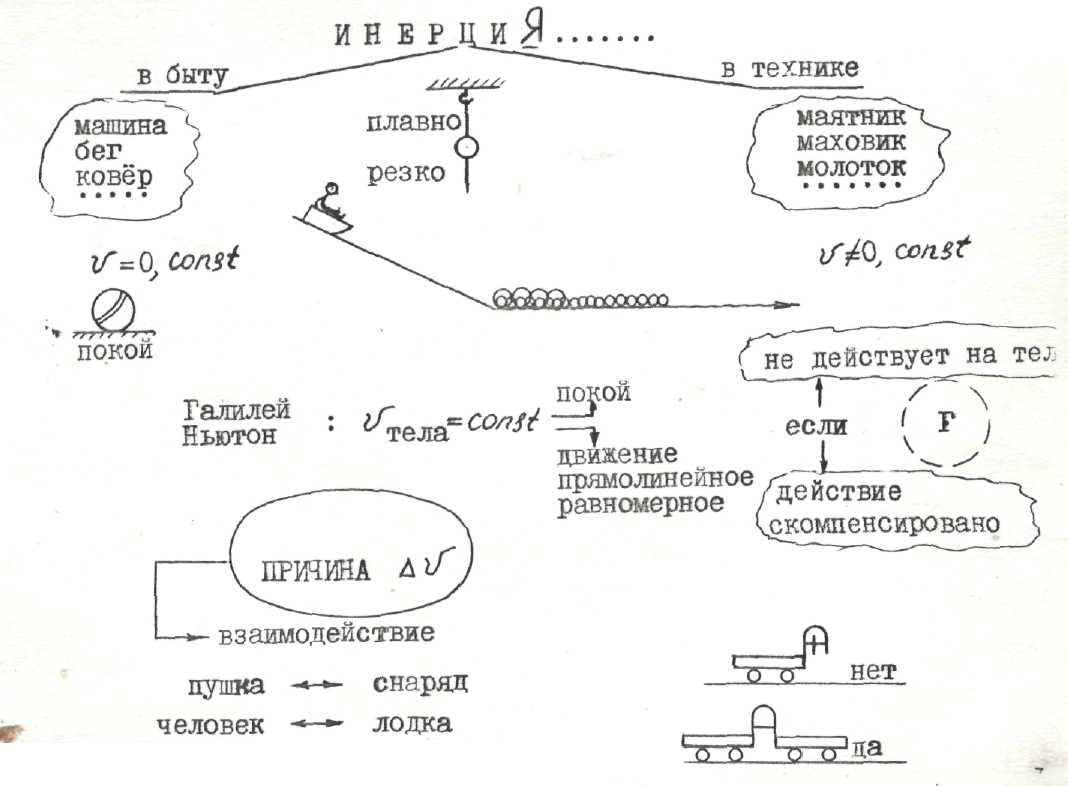 ИНЕРЦИЯ.......
в быту
в технике
машина
бег
ковёр
.....
плавно
резко
маятник
маховик
молоток
.......
v=0, const
v≠0, const
покой
не действует на тел
Галилей
Ньютон
: v тела = const
покой
движение
прямолинейное
равномерное
если
F
действие
скомпенсировано
ПРИЧИНА Δv
взаимодействие
пушка ↔ снаряд
человек ↔ лодка
нет
да